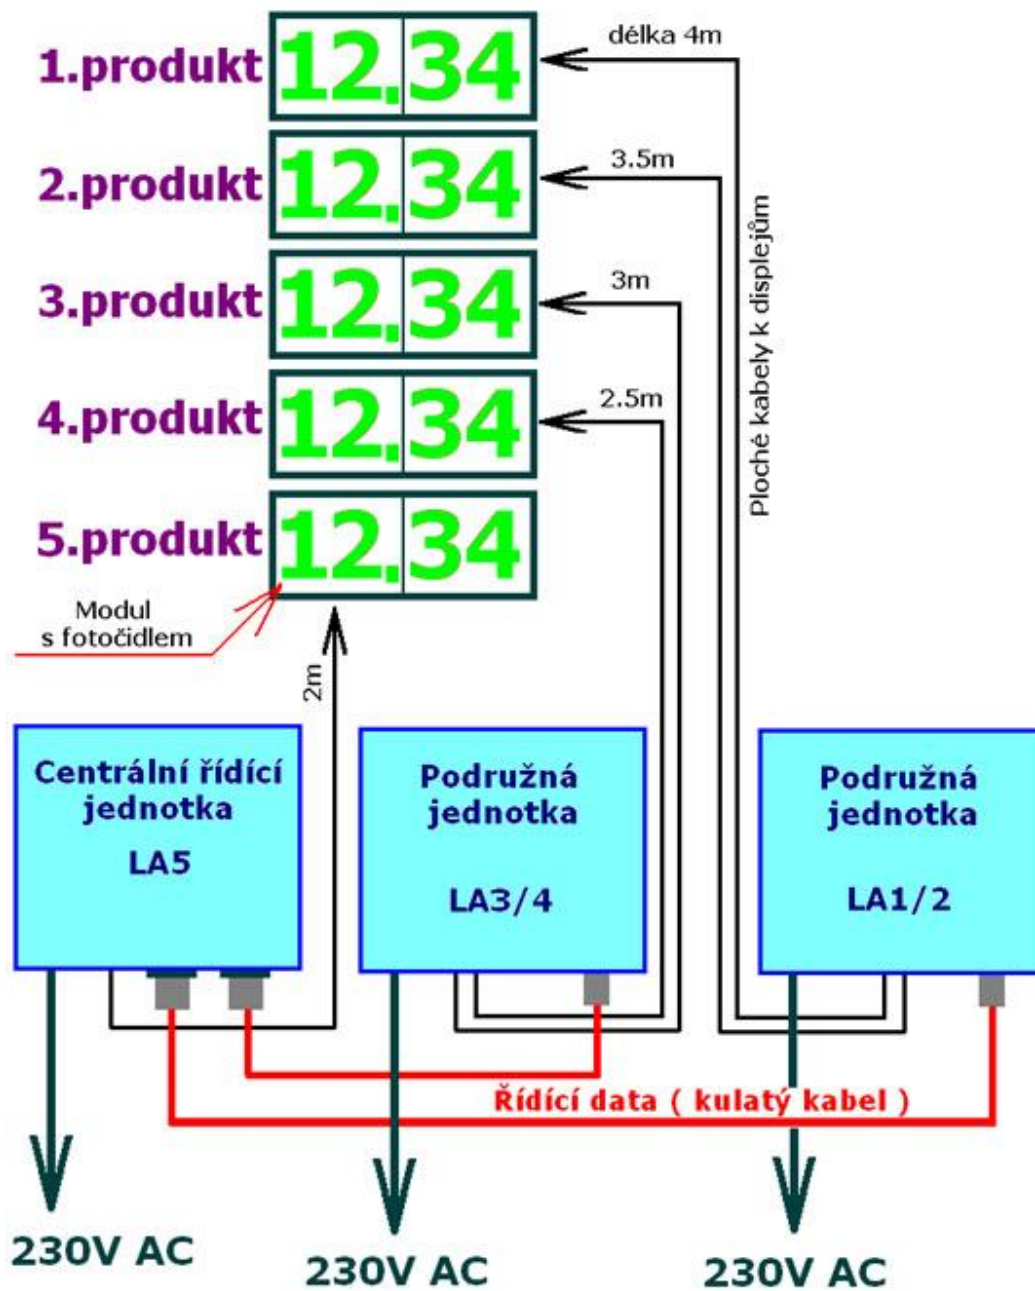 1.produkt 12.34
délka 4m
2.produkt 12.34
3.5m
3.produkt 12.34
3m
4.produkt 12.34
2.5m
5.produkt 12.34
Ploché kabely k displejům
Modul
s fotočidlem
2m
Centrální řídící
jednotka
LA5
Podružná
jednotka
LA3/4
Podružná
jednotka
LA1/2
Řídící data ( kulatý kabel )
230V AC
230V AC
230V AC